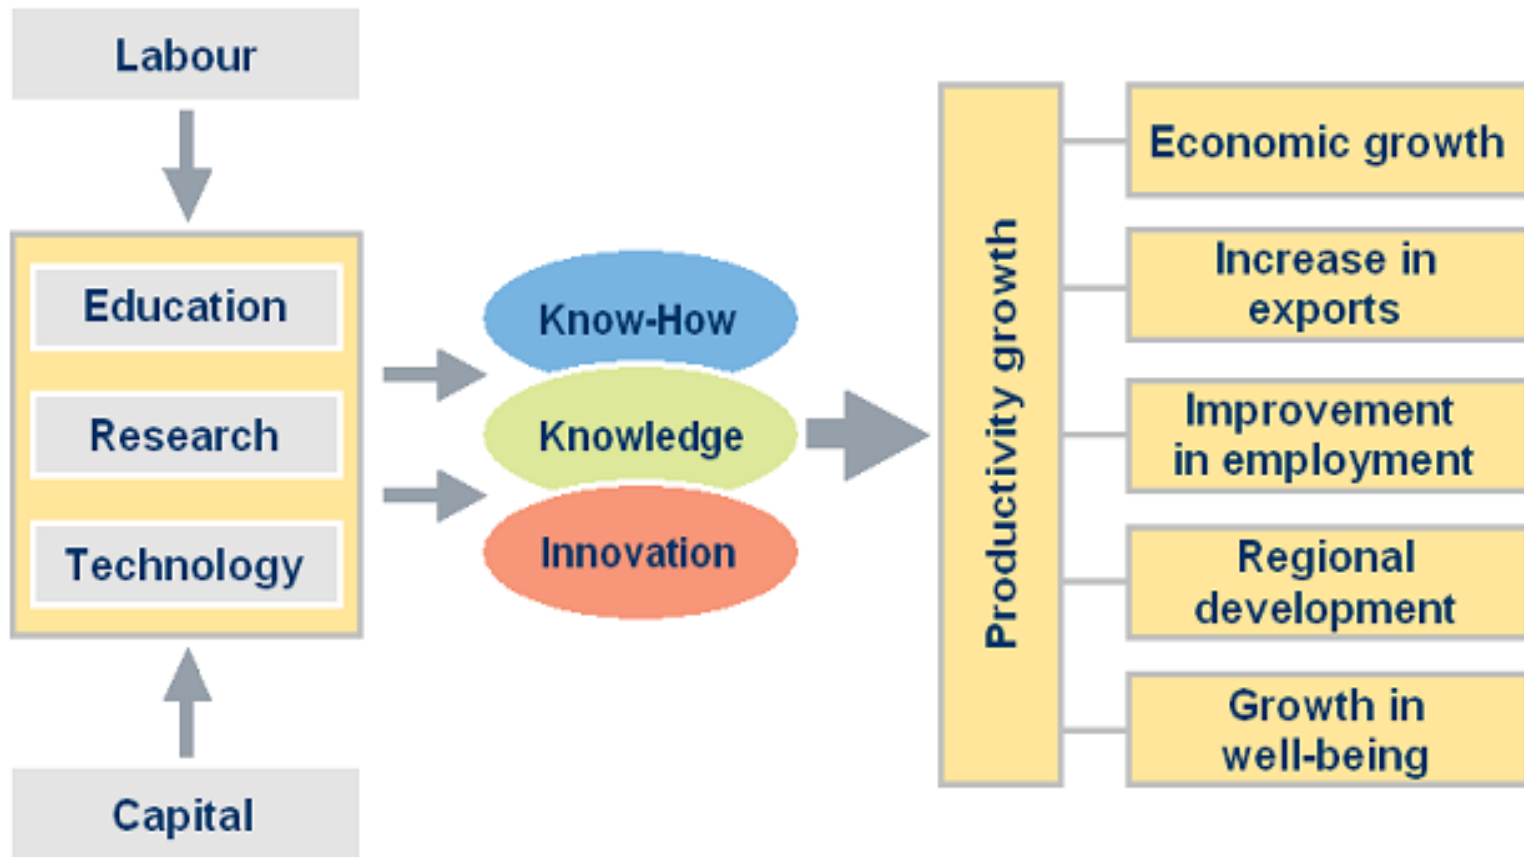 Labour
Education
Research
Technology
Capital
Know-How
Knowledge
Innovation
Productivity growth
Economic growth
Increase in
exports
Improvement
in employment
Regional
development
Growth in
well-being